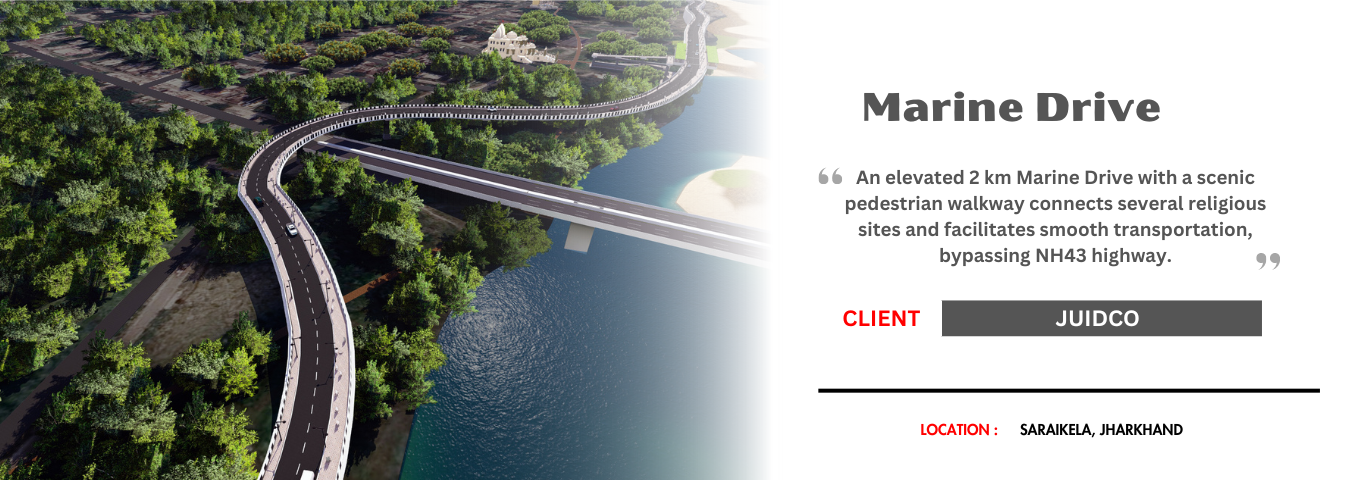 Marine Drive
“ An elevated 2 km Marine Drive with a scenic
pedestrian walkway connects several religious
sites and facilitates smooth transportation,
bypassing NH43 highway. ”
CLIENT JUIDCO
LOCATION : SARAIKELA, JHARKHAND